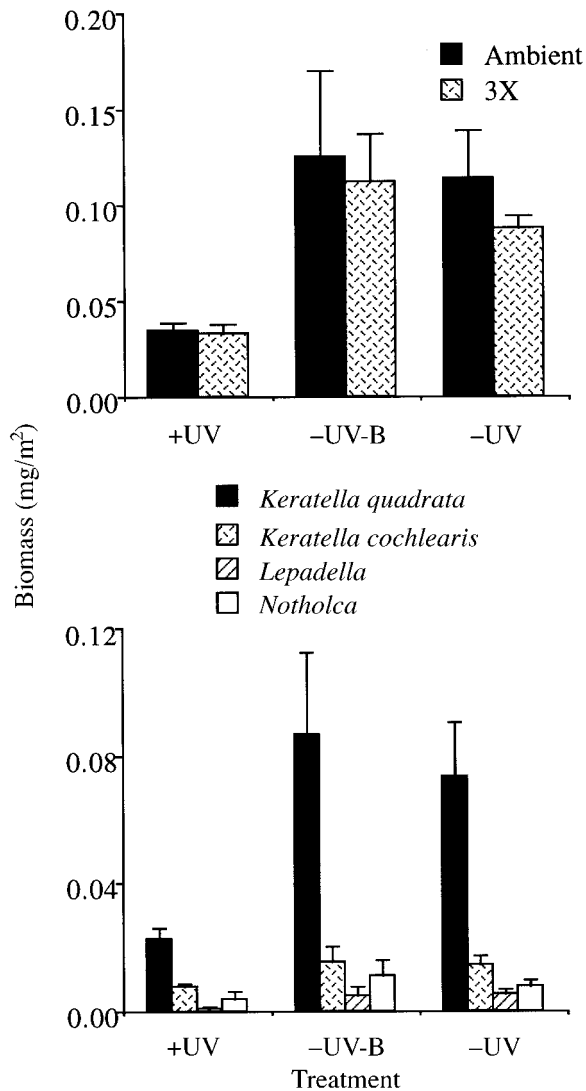 0.20
Ambient
3X
0.15
0.10
0.05
0.00
+UV
−UV-B
−UV
Biomass (mg/m²)
Keratella quadrata
Keratella cochlearis
Lepadella
Notholca
0.12
0.08
0.04
0.00
+UV
−UV-B
−UV
Treatment